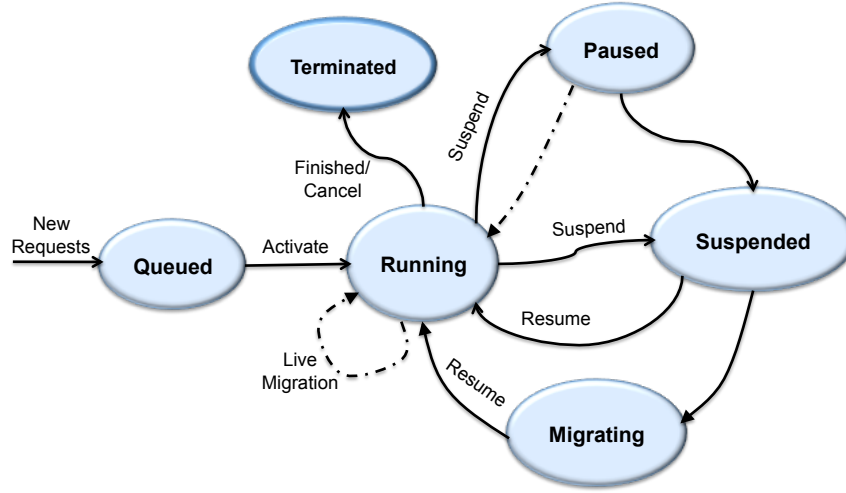 Paused
Terminated
Suspend
Finished/
Cancel
New
Requests
Activate
Suspend
Queued
Running
Suspended
Resume
Live
Migration
Resume
Migrating